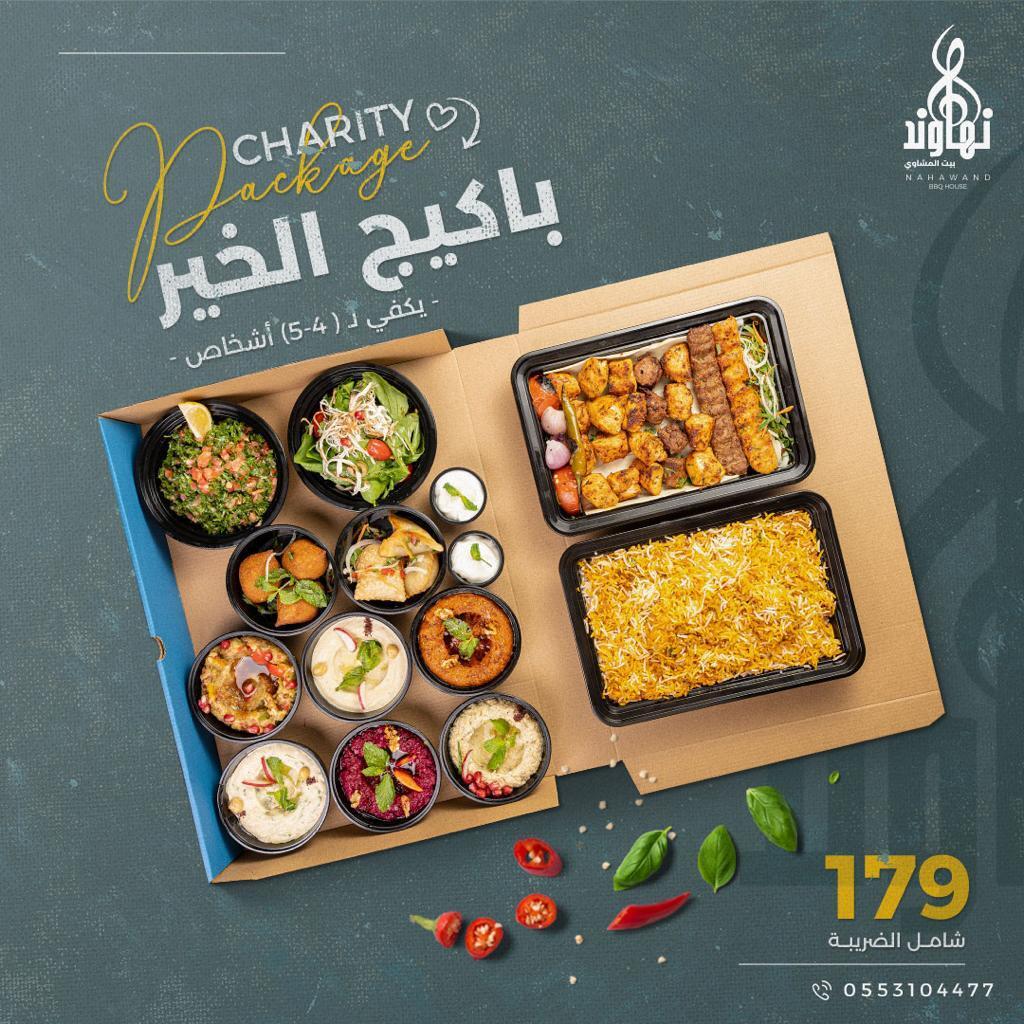 نهاوند
بيت المشاوي
NAHAWAND
BBQ HOUSE
CHARITY
Package
باكيج الخير
- يكفي لـ (4-5) أشخاص -
179
شامل الضريبة
0553104477